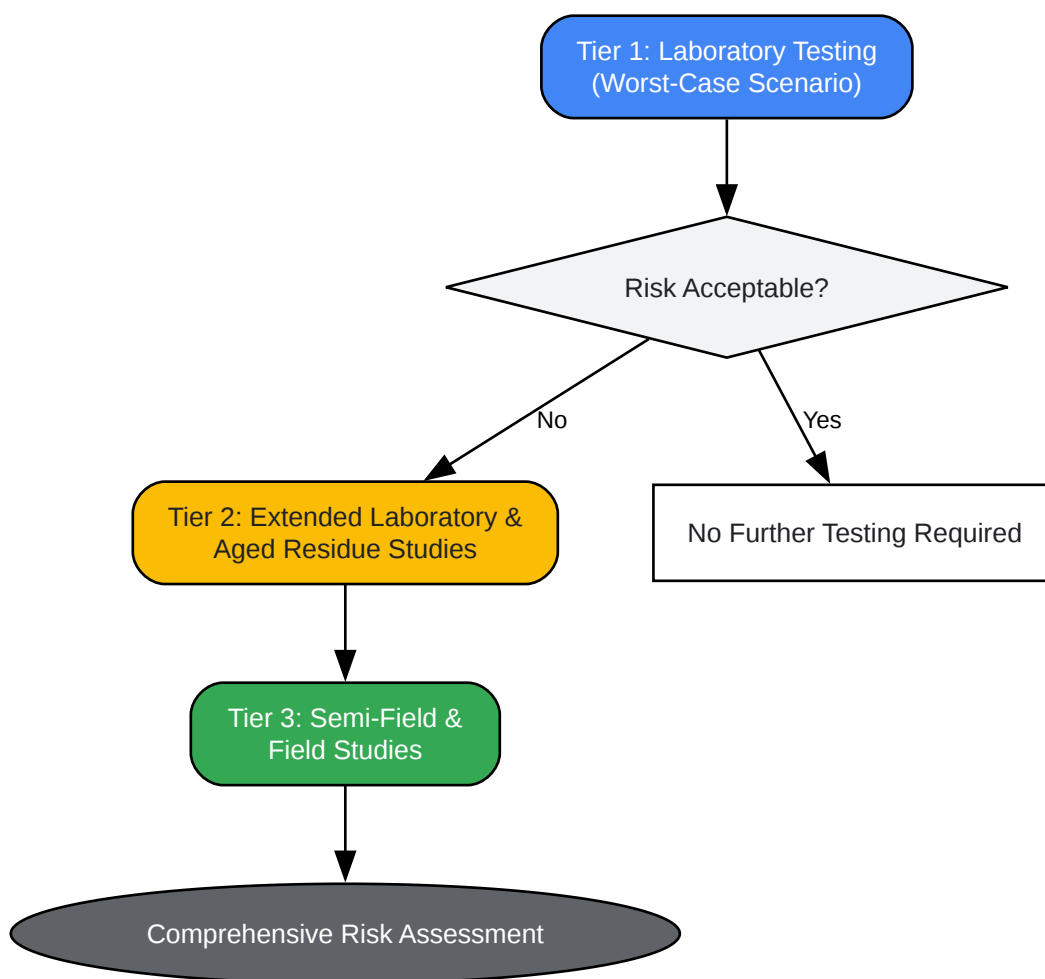 Tier 1: Laboratory Testing
(Worst-Case Scenario)
Risk Acceptable?
No
Yes
Tier 2: Extended Laboratory &
Aged Residue Studies
No Further Testing Required
Tier 3: Semi-Field &
Field Studies
Comprehensive Risk Assessment